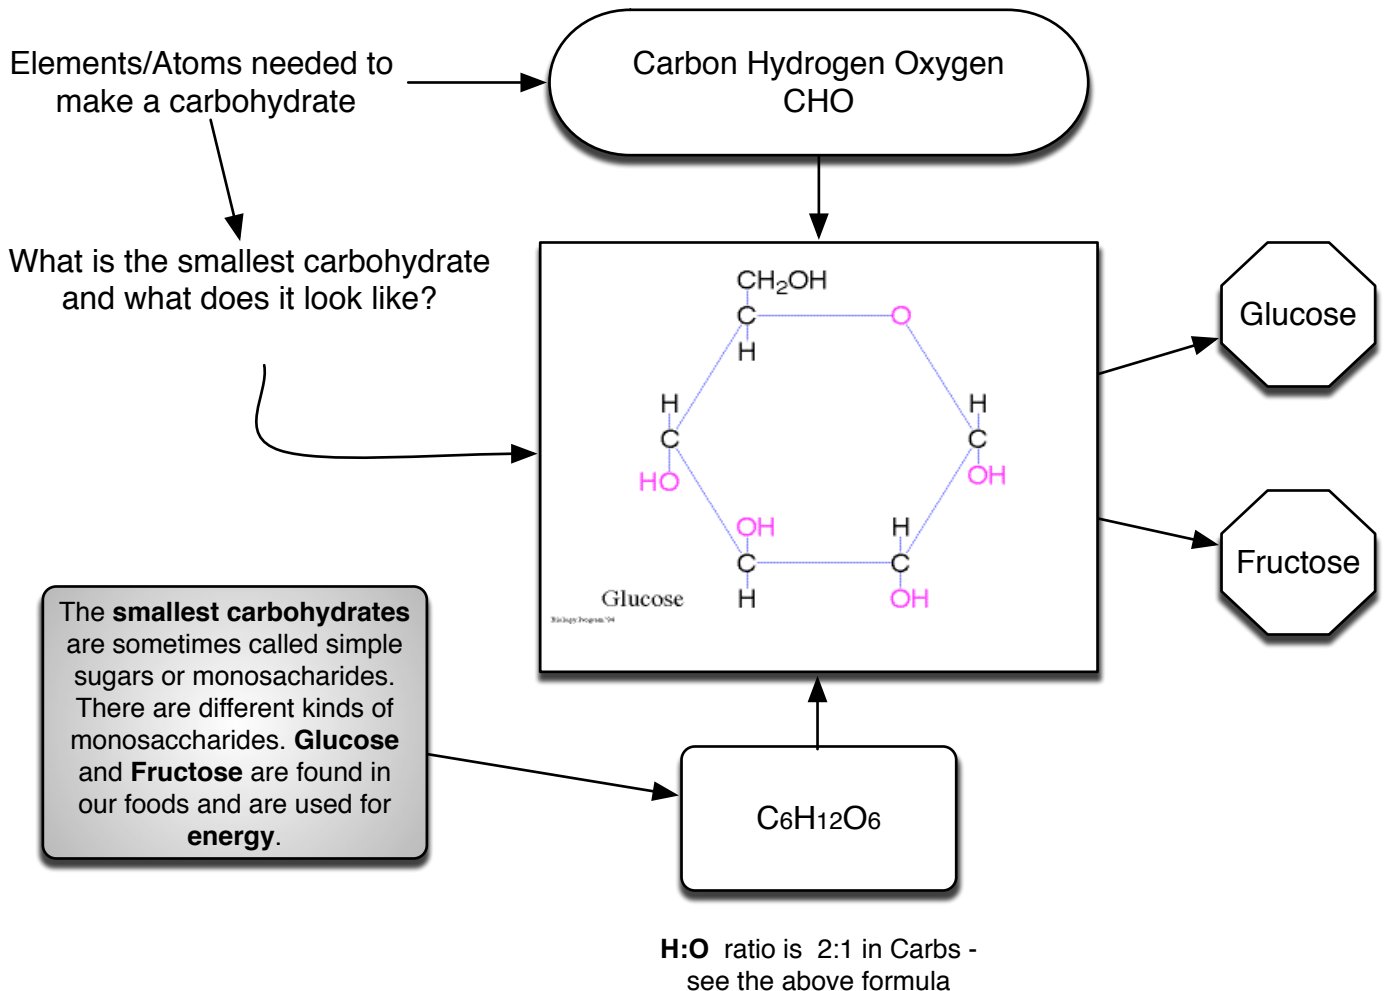 Elements/Atoms needed to
make a carbohydrate
Carbon Hydrogen Oxygen
CHO
What is the smallest carbohydrate
and what does it look like?
CH₂OH
C
O
H
H
C
HO
H
C
OH
OH
C
H
H
C
OH
Glucose
Biology Program '94
Glucose
Fructose
The smallest carbohydrates
are sometimes called simple
sugars or monosacharides.
There are different kinds of
monosaccharides. Glucose
and Fructose are found in
our foods and are used for
energy.
C6H12O6
H:O ratio is 2:1 in Carbs -
see the above formula